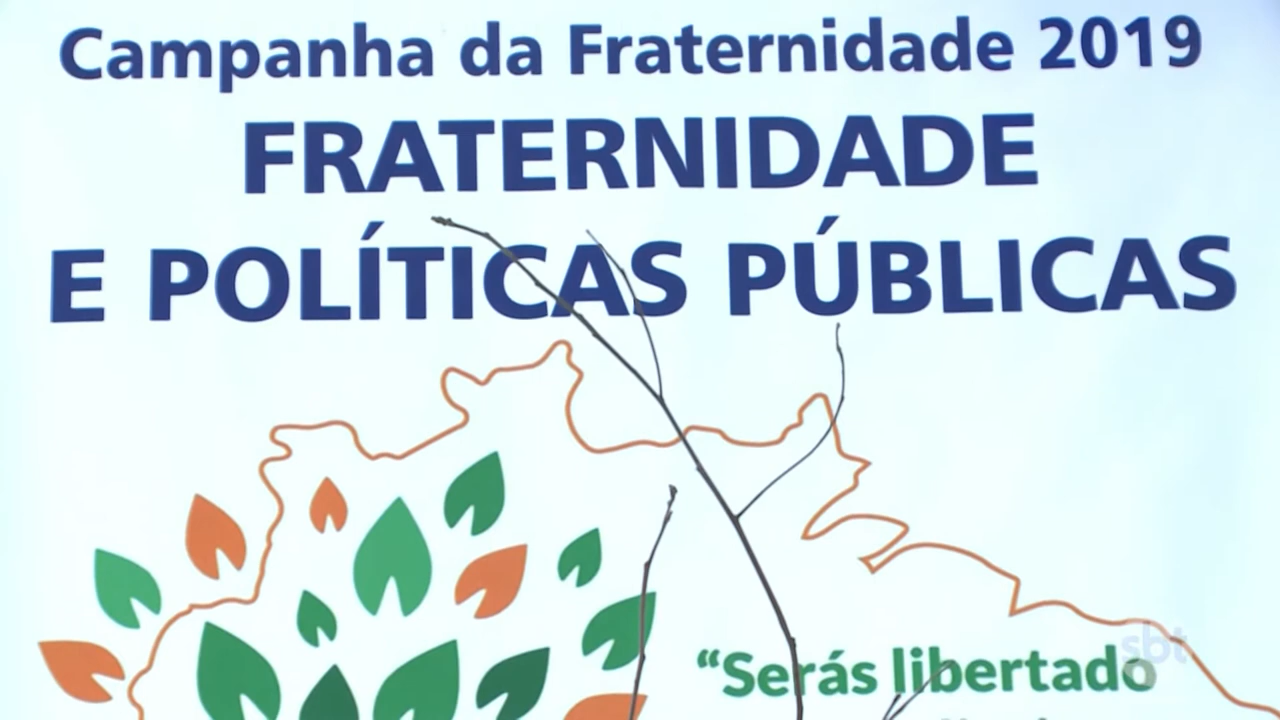 Campanha da Fraternidade 2019
FRATERNIDADE
E POLÍTICAS PÚBLICAS
“Serás libertado
sbt